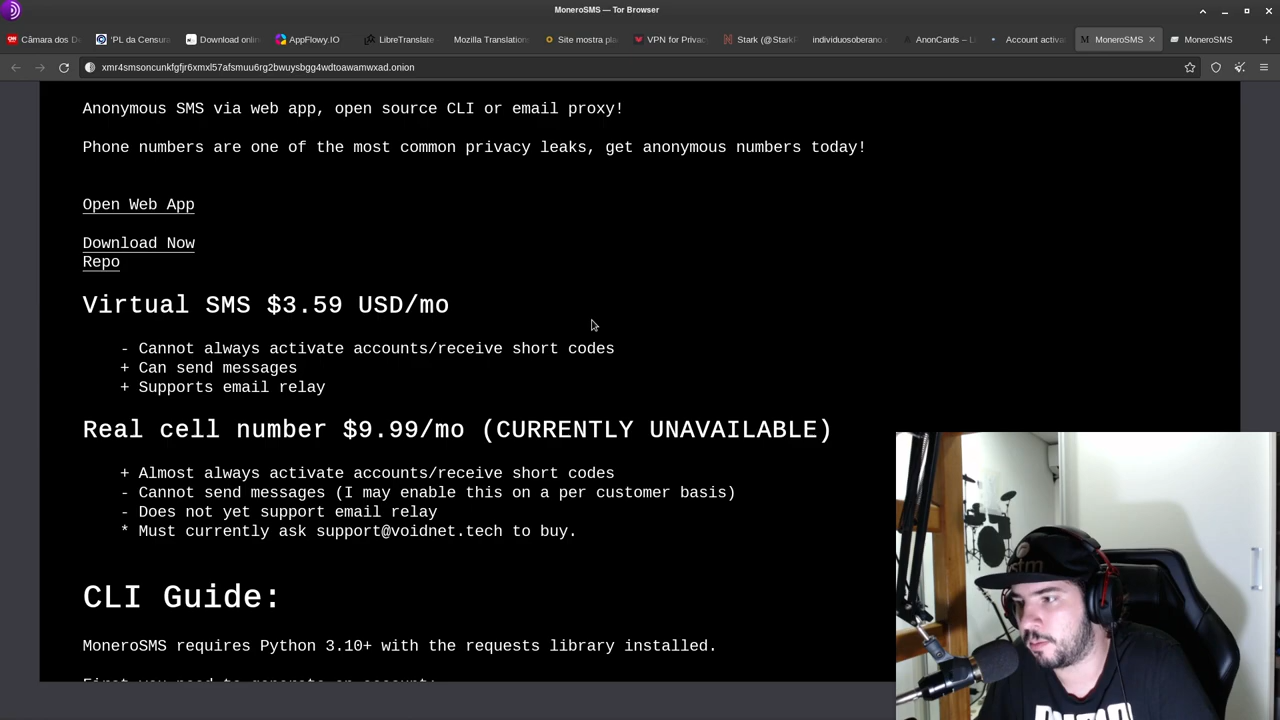 MoneroSMS — Tor Browser
Câmara dos D
'PL da Censura
Download onlin
AppFlowy.IO
LibreTranslate
Mozilla Translations
Site mostra pla
VPN for Privac
Stark (@Stark
individuosoberano.c
AnonCards – L
Account activa
MoneroSMS
MoneroSMS
xmr4smsoncunkfgfjr6xmxl57afsmuu6rg2bwuysbgg4wdtoawamwxad.onion
Anonymous SMS via web app, open source CLI or email proxy!
Phone numbers are one of the most common privacy leaks, get anonymous numbers today!
Open Web App
Download Now
Repo
Virtual SMS $3.59 USD/mo
- Cannot always activate accounts/receive short codes
+ Can send messages
+ Supports email relay
Real cell number $9.99/mo (CURRENTLY UNAVAILABLE)
+ Almost always activate accounts/receive short codes
- Cannot send messages (I may enable this on a per customer basis)
- Does not yet support email relay
* Must currently ask support@voidnet.tech to buy.
CLI Guide:
MoneroSMS requires Python 3.10+ with the requests library installed.